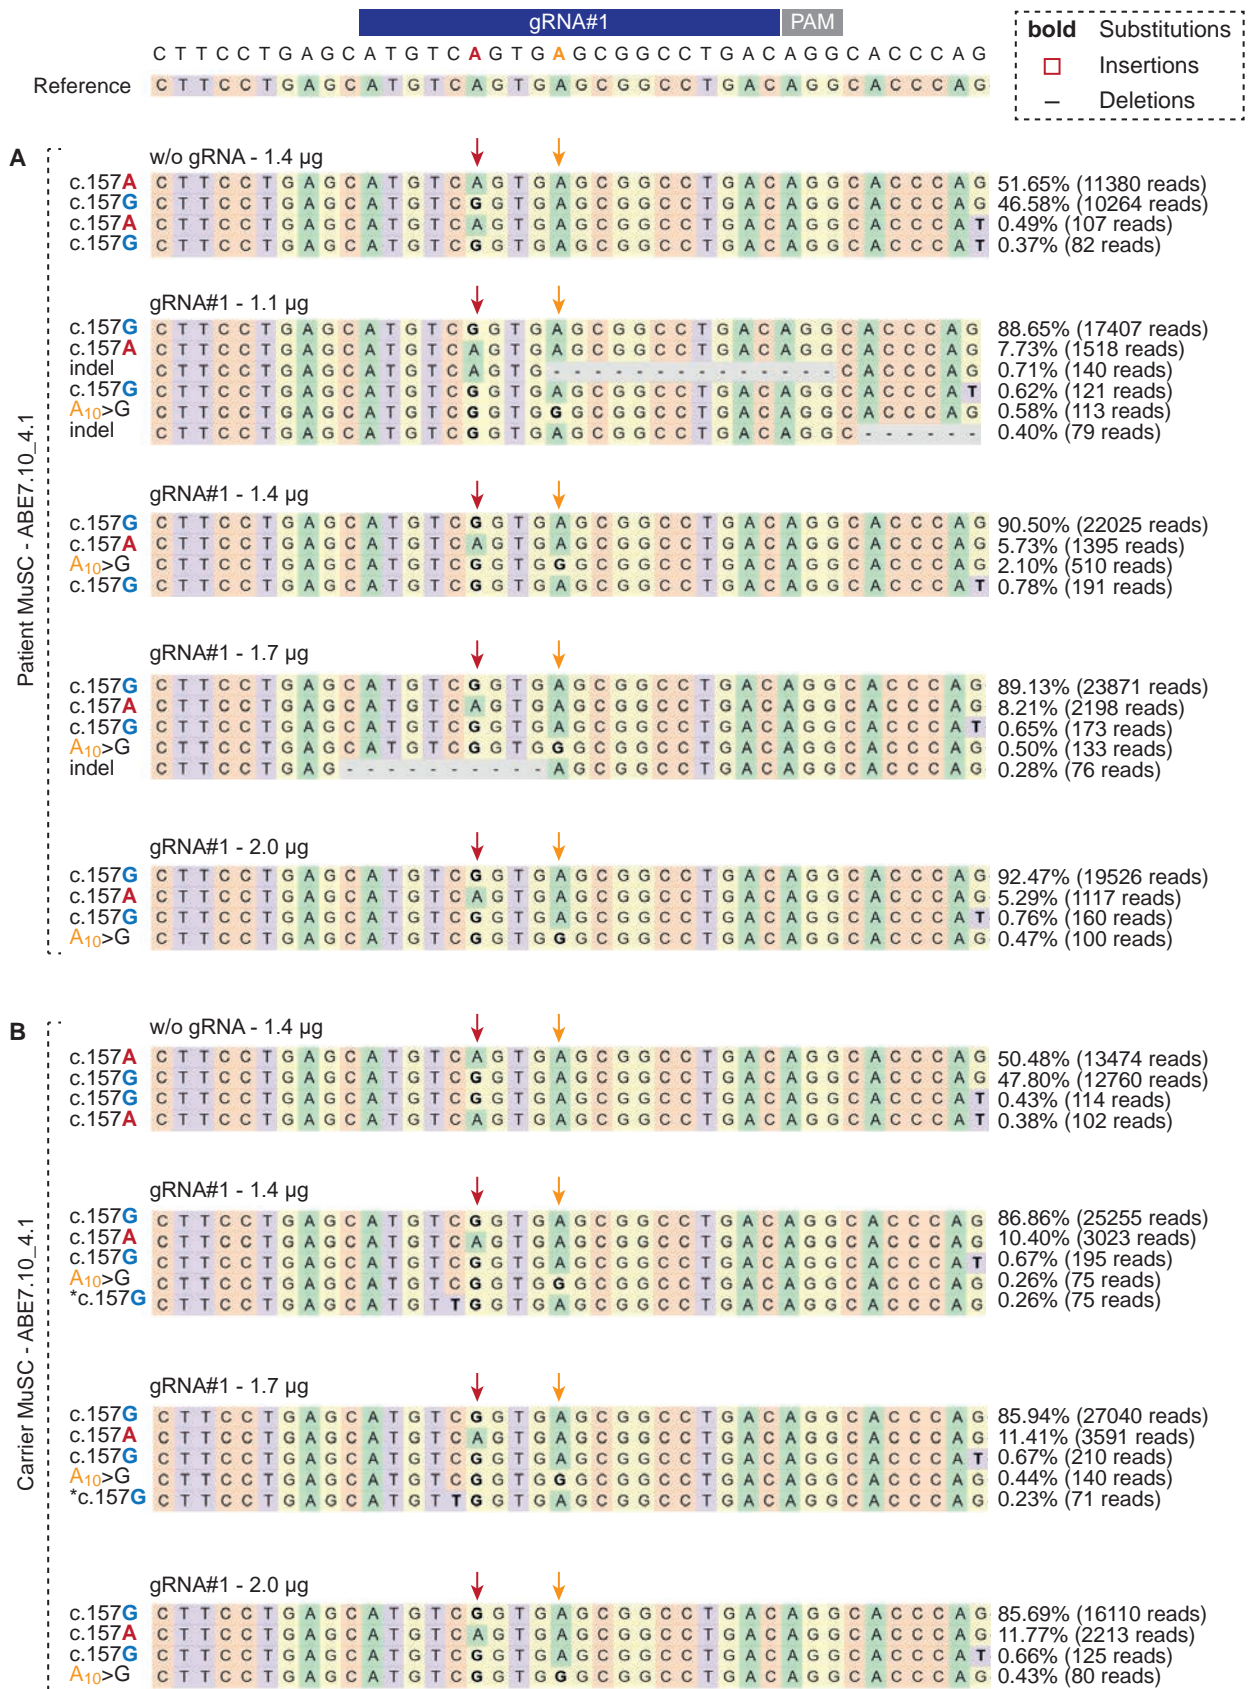 gRNA#1 PAM
C T T C C T G A G C A T G T C A G T G A G C G G C C T G A C A G G C A C C C A G
Reference C T T C C T G A G C A T G T C A G T G A G C G G C C T G A C A G G C A C C C A G
bold Substitutions
Insertions
– Deletions
A
Patient MuSC - ABE7.10_4.1
w/o gRNA - 1.4 µg
c.157A C T T C C T G A G C A T G T C A G T G A G C G G C C T G A C A G G C A C C C A G 51.65% (11380 reads)
c.157G C T T C C T G A G C A T G T C G G T G A G C G G C C T G A C A G G C A C C C A G 46.58% (10264 reads)
c.157A C T T C C T G A G C A T G T C A G T G A G C G G C C T G A C A G G C A C C C A T 0.49% (107 reads)
c.157G C T T C C T G A G C A T G T C G G T G A G C G G C C T G A C A G G C A C C C A T 0.37% (82 reads)
gRNA#1 - 1.1 µg
c.157G C T T C C T G A G C A T G T C G G T G A G C G G C C T G A C A G G C A C C C A G 88.65% (17407 reads)
c.157A C T T C C T G A G C A T G T C A G T G A G C G G C C T G A C A G G C A C C C A G 7.73% (1518 reads)
indel C T T C C T G A G C A T G T C A G T G - - - - - - - - - - - - - - C A C C C A G 0.71% (140 reads)
c.157G C T T C C T G A G C A T G T C G G T G A G C G G C C T G A C A G G C A C C C A T 0.62% (121 reads)
A10>G C T T C C T G A G C A T G T C G G T G G G C G G C C T G A C A G G C A C C C A G 0.58% (113 reads)
indel C T T C C T G A G C A T G T C G G T G A G C G G C C T G A C A G G C - - - - - - 0.40% (79 reads)
gRNA#1 - 1.4 µg
c.157G C T T C C T G A G C A T G T C G G T G A G C G G C C T G A C A G G C A C C C A G 90.50% (22025 reads)
c.157A C T T C C T G A G C A T G T C A G T G A G C G G C C T G A C A G G C A C C C A G 5.73% (1395 reads)
A10>G C T T C C T G A G C A T G T C G G T G G G C G G C C T G A C A G G C A C C C A G 2.10% (510 reads)
c.157G C T T C C T G A G C A T G T C G G T G A G C G G C C T G A C A G G C A C C C A T 0.78% (191 reads)
gRNA#1 - 1.7 µg
c.157G C T T C C T G A G C A T G T C G G T G A G C G G C C T G A C A G G C A C C C A G 89.13% (23871 reads)
c.157A C T T C C T G A G C A T G T C A G T G A G C G G C C T G A C A G G C A C C C A G 8.21% (2198 reads)
c.157G C T T C C T G A G C A T G T C G G T G A G C G G C C T G A C A G G C A C C C A T 0.65% (173 reads)
A10>G C T T C C T G A G C A T G T C G G T G G G C G G C C T G A C A G G C A C C C A G 0.50% (133 reads)
indel C T T C C T G A G - - - - - - - - - - A G C G G C C T G A C A G G C A C C C A G 0.28% (76 reads)
gRNA#1 - 2.0 µg
c.157G C T T C C T G A G C A T G T C G G T G A G C G G C C T G A C A G G C A C C C A G 92.47% (19526 reads)
c.157A C T T C C T G A G C A T G T C A G T G A G C G G C C T G A C A G G C A C C C A G 5.29% (1117 reads)
c.157G C T T C C T G A G C A T G T C G G T G A G C G G C C T G A C A G G C A C C C A T 0.76% (160 reads)
A10>G C T T C C T G A G C A T G T C G G T G G G C G G C C T G A C A G G C A C C C A G 0.47% (100 reads)
B
Carrier MuSC - ABE7.10_4.1
w/o gRNA - 1.4 µg
c.157A C T T C C T G A G C A T G T C A G T G A G C G G C C T G A C A G G C A C C C A G 50.48% (13474 reads)
c.157G C T T C C T G A G C A T G T C G G T G A G C G G C C T G A C A G G C A C C C A G 47.80% (12760 reads)
c.157G C T T C C T G A G C A T G T C G G T G A G C G G C C T G A C A G G C A C C C A T 0.43% (114 reads)
c.157A C T T C C T G A G C A T G T C A G T G A G C G G C C T G A C A G G C A C C C A T 0.38% (102 reads)
gRNA#1 - 1.4 µg
c.157G C T T C C T G A G C A T G T C G G T G A G C G G C C T G A C A G G C A C C C A G 86.86% (25255 reads)
c.157A C T T C C T G A G C A T G T C A G T G A G C G G C C T G A C A G G C A C C C A G 10.40% (3023 reads)
c.157G C T T C C T G A G C A T G T C G G T G A G C G G C C T G A C A G G C A C C C A T 0.67% (195 reads)
A10>G C T T C C T G A G C A T G T C G G T G G G C G G C C T G A C A G G C A C C C A G 0.26% (75 reads)
*c.157G C T T C C T G A G C A T G T T G G T G A G C G G C C T G A C A G G C A C C C A G 0.26% (75 reads)
gRNA#1 - 1.7 µg
c.157G C T T C C T G A G C A T G T C G G T G A G C G G C C T G A C A G G C A C C C A G 85.94% (27040 reads)
c.157A C T T C C T G A G C A T G T C A G T G A G C G G C C T G A C A G G C A C C C A G 11.41% (3591 reads)
c.157G C T T C C T G A G C A T G T C G G T G A G C G G C C T G A C A G G C A C C C A T 0.67% (210 reads)
A10>G C T T C C T G A G C A T G T C G G T G G G C G G C C T G A C A G G C A C C C A G 0.44% (140 reads)
*c.157G C T T C C T G A G C A T G T T G G T G A G C G G C C T G A C A G G C A C C C A G 0.23% (71 reads)
gRNA#1 - 2.0 µg
c.157G C T T C C T G A G C A T G T C G G T G A G C G G C C T G A C A G G C A C C C A G 85.69% (16110 reads)
c.157A C T T C C T G A G C A T G T C A G T G A G C G G C C T G A C A G G C A C C C A G 11.77% (2213 reads)
c.157G C T T C C T G A G C A T G T C G G T G A G C G G C C T G A C A G G C A C C C A T 0.66% (125 reads)
A10>G C T T C C T G A G C A T G T C G G T G G G C G G C C T G A C A G G C A C C C A G 0.43% (80 reads)